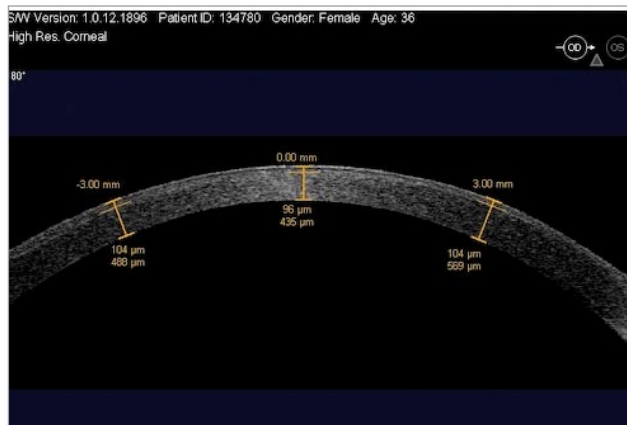 S/W Version: 1.0.12.1896 Patient ID: 134780 Gender: Female Age: 36
High Res. Corneal
OD OS
80°
0.00 mm
-3.00 mm
3.00 mm
96 µm
435 µm
104 µm
488 µm
104 µm
569 µm